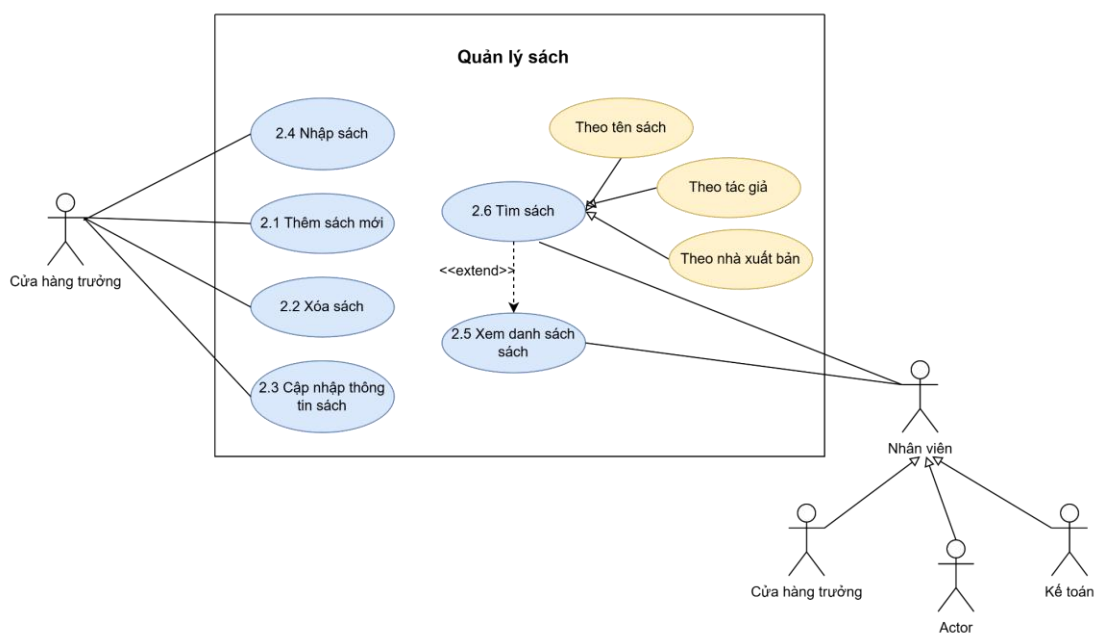 Quản lý sách
2.4 Nhập sách
Theo tên sách
Theo tác giả
2.6 Tìm sách
2.1 Thêm sách mới
Theo nhà xuất bản
<<extend>>
Cửa hàng trưởng
2.2 Xóa sách
2.5 Xem danh sách
sách
2.3 Cập nhập thông
tin sách
Nhân viên
Cửa hàng trưởng
Kế toán
Actor